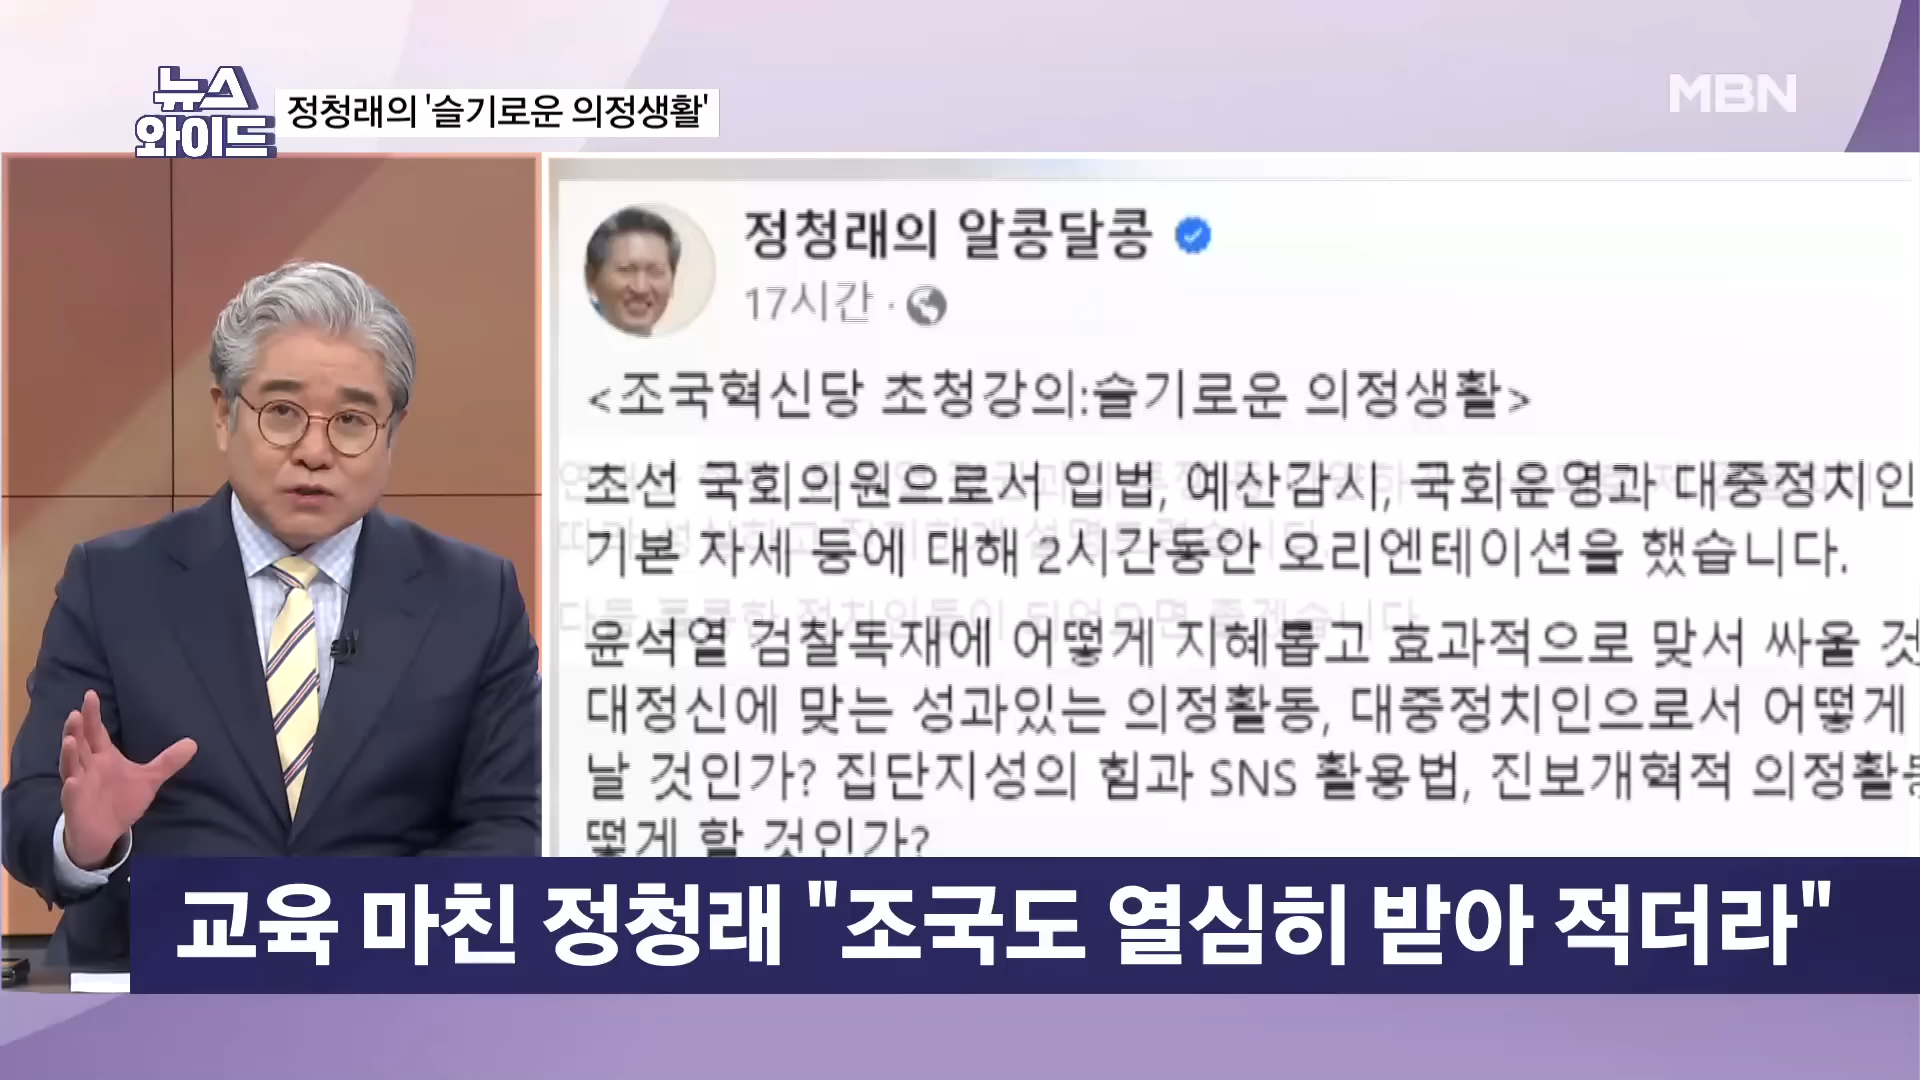 뉴스
와이드
정청래의 '슬기로운 의정생활'
MBN
정청래의 알콩달콩
17시간 ·
<조국혁신당 초청강의:슬기로운 의정생활>
초선 국회의원으로서 입법, 예산감시, 국회운영과 대중정치인
기본 자세 등에 대해 2시간동안 오리엔테이션을 했습니다.
윤석열 검찰독재에 어떻게 지혜롭고 효과적으로 맞서 싸울 것
대정신에 맞는 성과있는 의정활동, 대중정치인으로서 어떻게
날 것인가? 집단지성의 힘과 SNS 활용법, 진보개혁적 의정활동
떻게 할 것인가?
교육 마친 정청래 "조국도 열심히 받아 적더라"